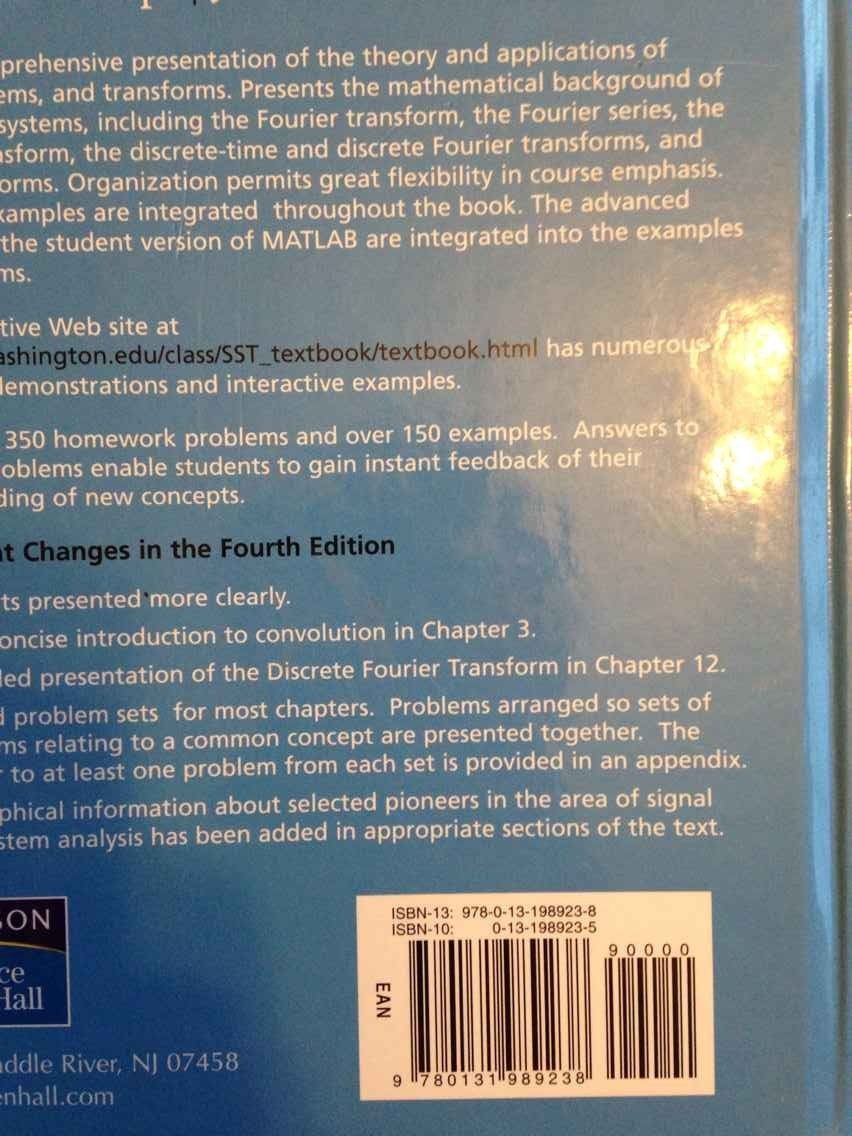 prehensive presentation of the theory and applications of
ems, and transforms. Presents the mathematical background of
systems, including the Fourier transform, the Fourier series, the
sform, the discrete-time and discrete Fourier transforms, and
orms. Organization permits great flexibility in course emphasis.
xamples are integrated throughout the book. The advanced
the student version of MATLAB are integrated into the examples
ms.
tive Web site at
ashington.edu/class/SST_textbook/textbook.html has numerous
lemonstrations and interactive examples.
350 homework problems and over 150 examples. Answers to
oblems enable students to gain instant feedback of their
ding of new concepts.
nt Changes in the Fourth Edition
ts presented more clearly.
oncise introduction to convolution in Chapter 3.
led presentation of the Discrete Fourier Transform in Chapter 12.
d problem sets for most chapters. Problems arranged so sets of
ms relating to a common concept are presented together. The
r to at least one problem from each set is provided in an appendix.
phical information about selected pioneers in the area of signal
stem analysis has been added in appropriate sections of the text.
SON
ce
Hall
addle River, NJ 07458
enhall.com
ISBN-13: 978-0-13-198923-8
ISBN-10: 0-13-198923-5
90000
EAN
9 780131 989238